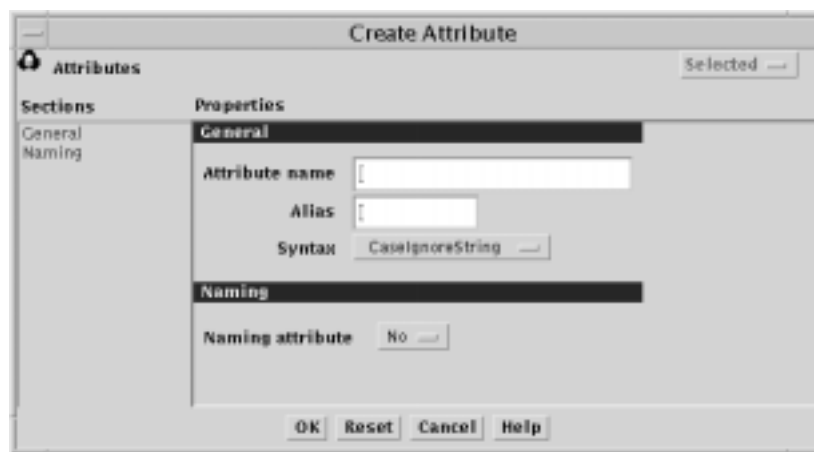 Create Attribute
Attributes
Selected
Sections
Properties
General
Naming
General
Attribute name
Alias
Syntax CaseIgnoreString
Naming
Naming attribute No
OK Reset Cancel Help